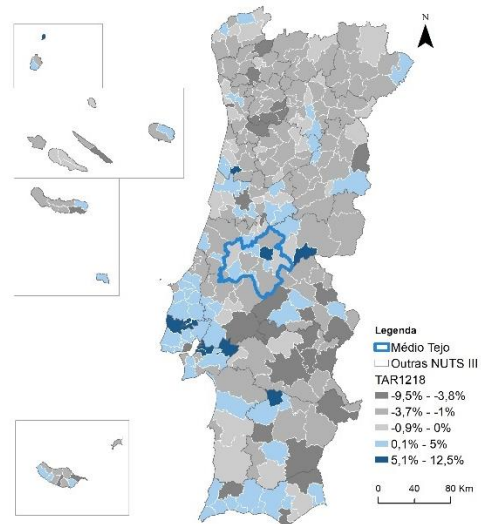 N
Legenda
Médio Tejo
Outras NUTS III
TAR1218
-9,5% - -3,8%
-3,7% - -1%
-0,9% - 0%
0,1% - 5%
5,1% - 12,5%
0 40 80 Km